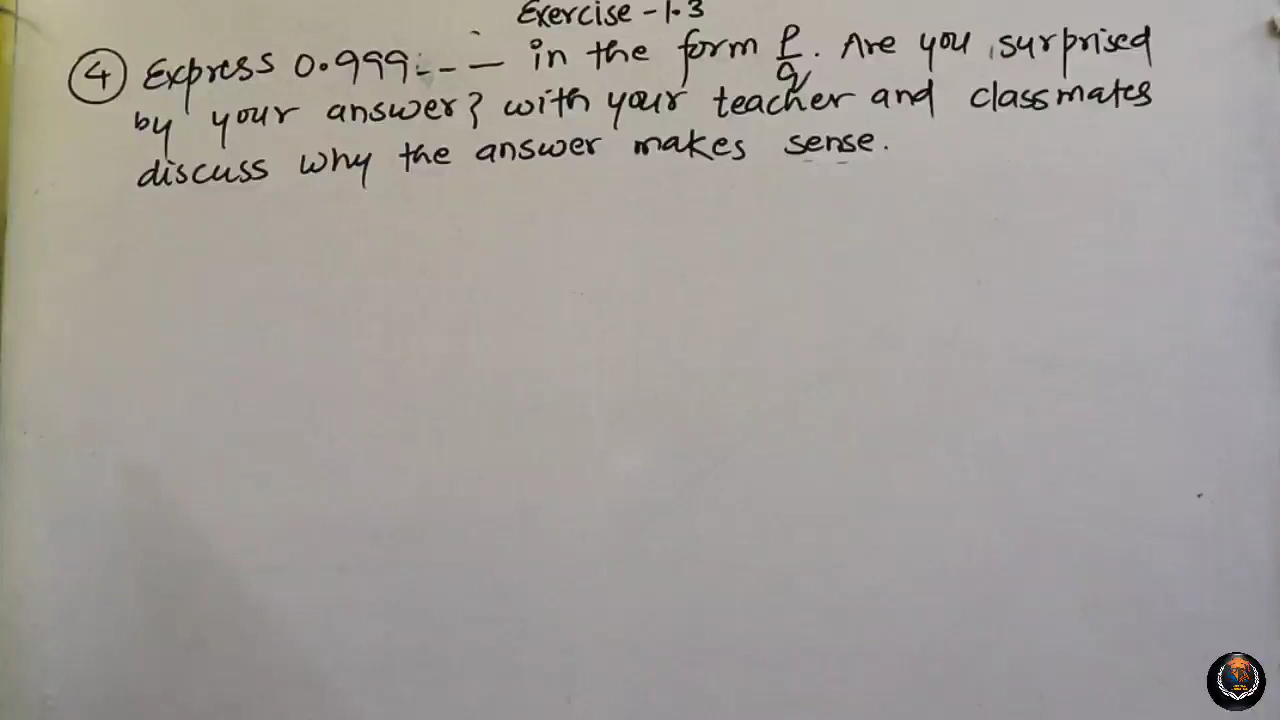 Exercise - 1.3
④ Express 0.999..--- in the form p/q. Are you surprised
by your answer? with your teacher and classmates
discuss why the answer makes sense.